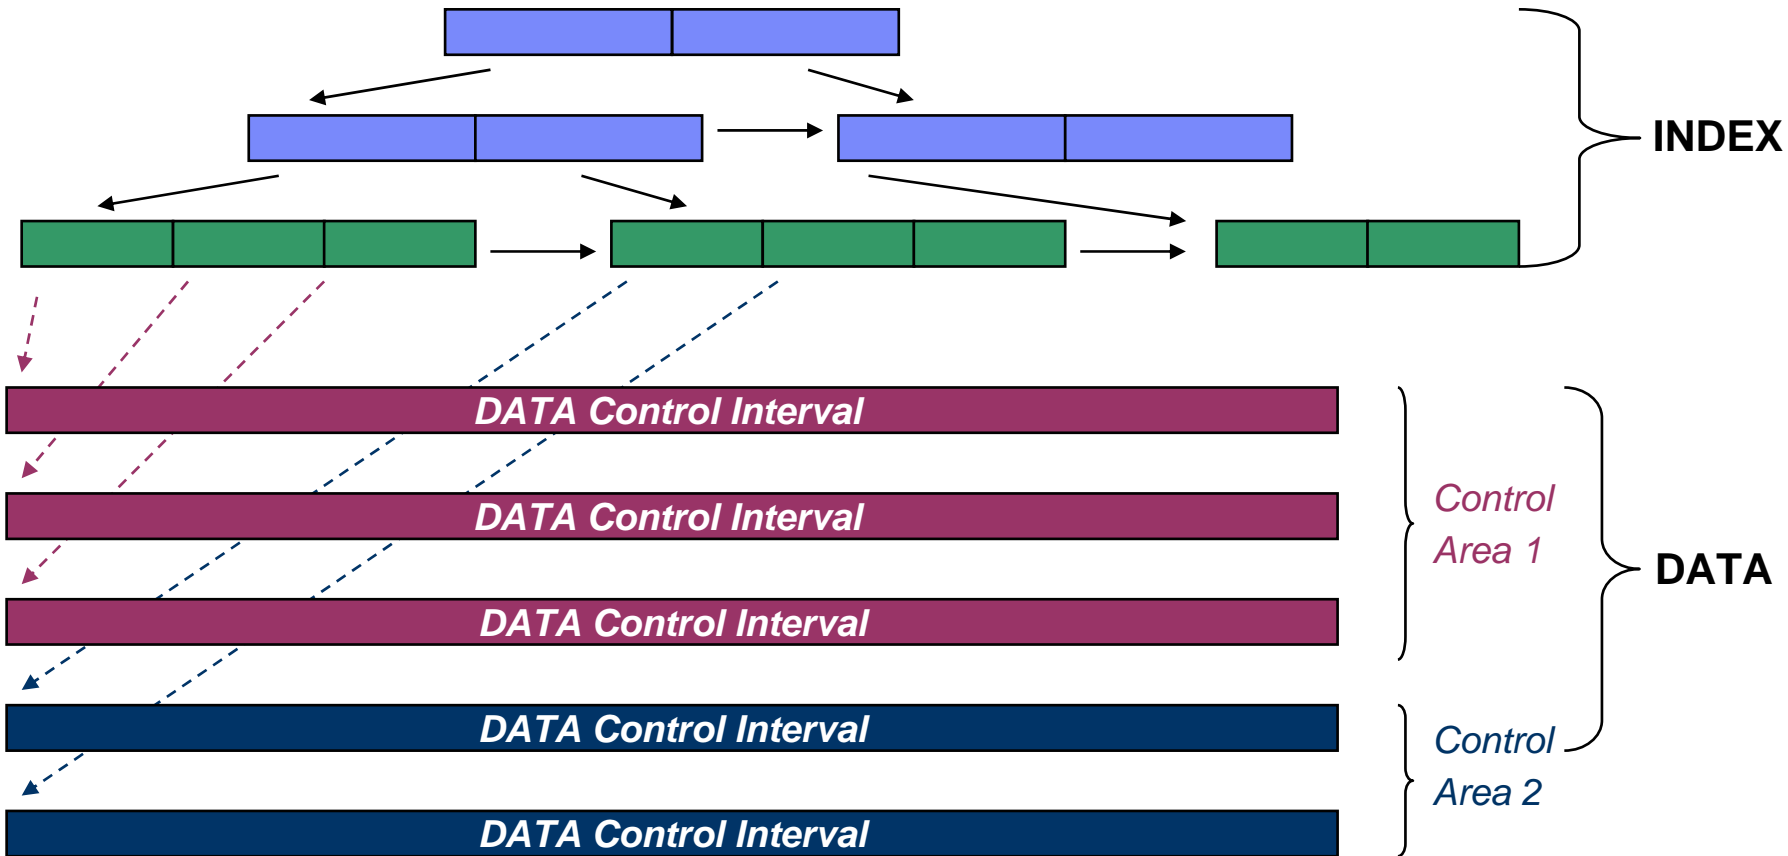 INDEX
DATA Control Interval
DATA Control Interval
Control
Area 1
DATA
DATA Control Interval
DATA Control Interval
Control
Area 2
DATA Control Interval